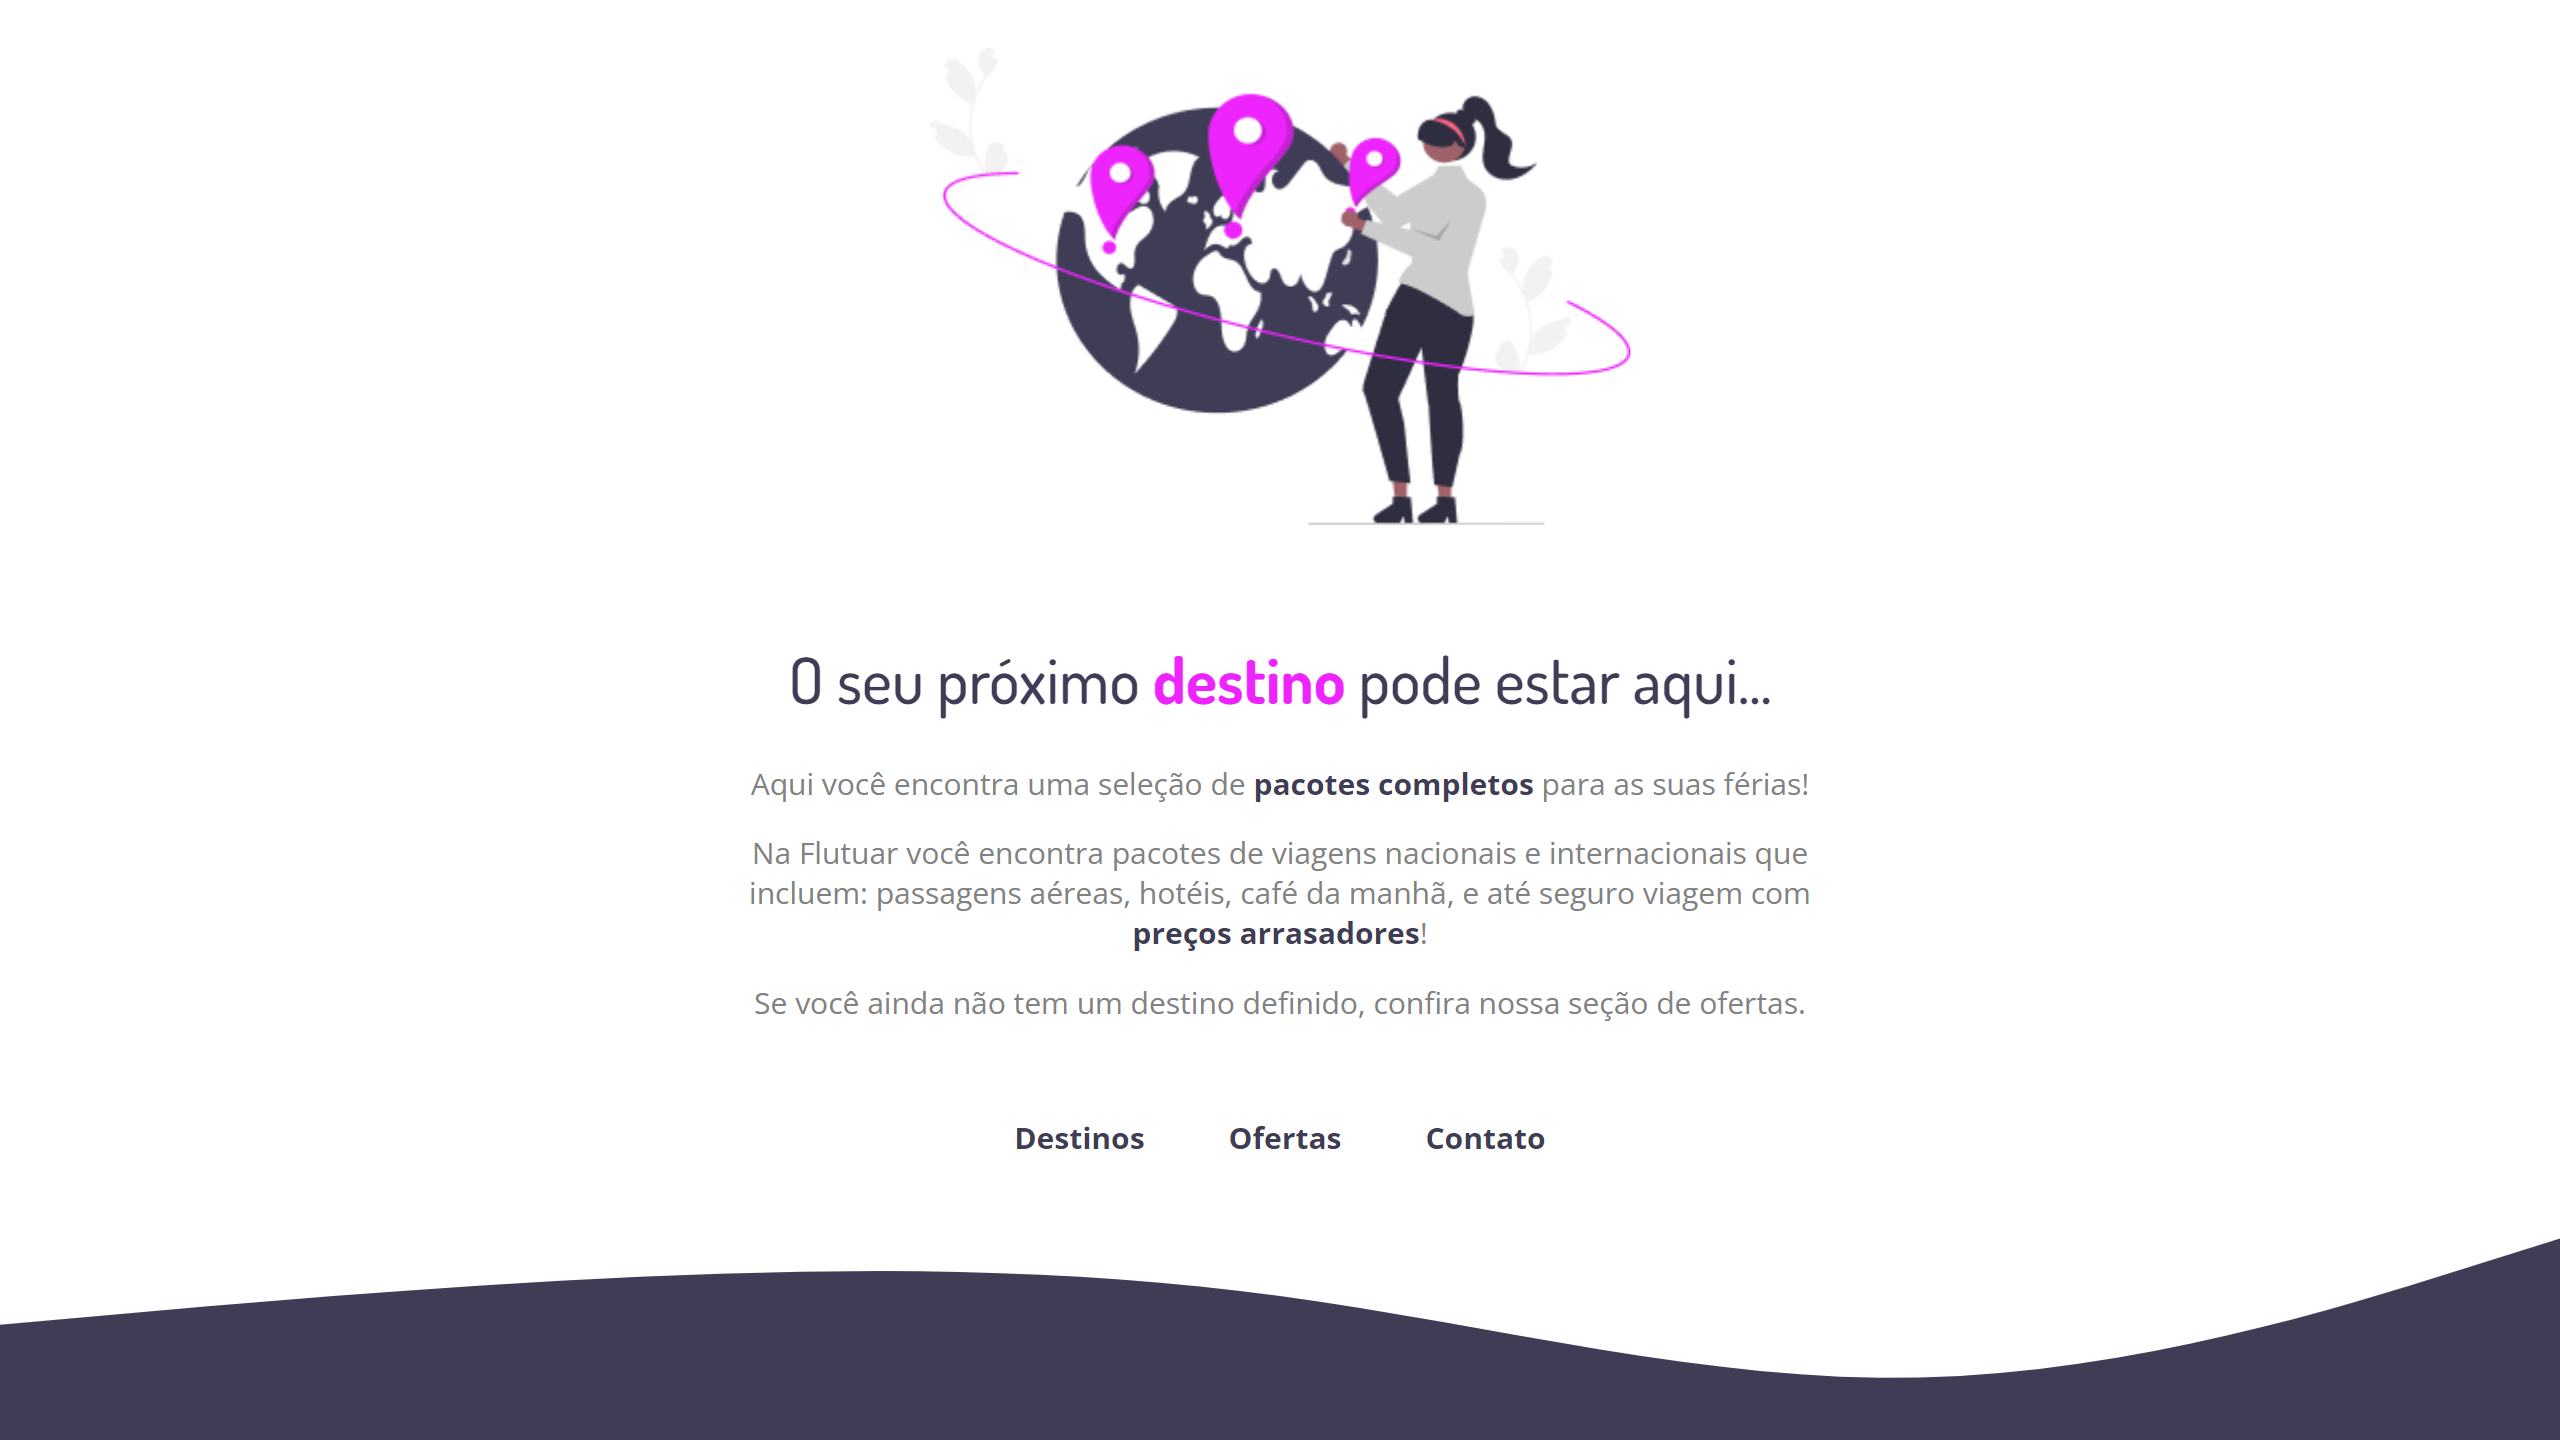 O seu próximo destino pode estar aqui...
Aqui você encontra uma seleção de pacotes completos para as suas férias!
Na Flutuar você encontra pacotes de viagens nacionais e internacionais que
incluem: passagens aéreas, hotéis, café da manhã, e até seguro viagem com
preços arrasadores!
Se você ainda não tem um destino definido, confira nossa seção de ofertas.
Destinos Ofertas Contato